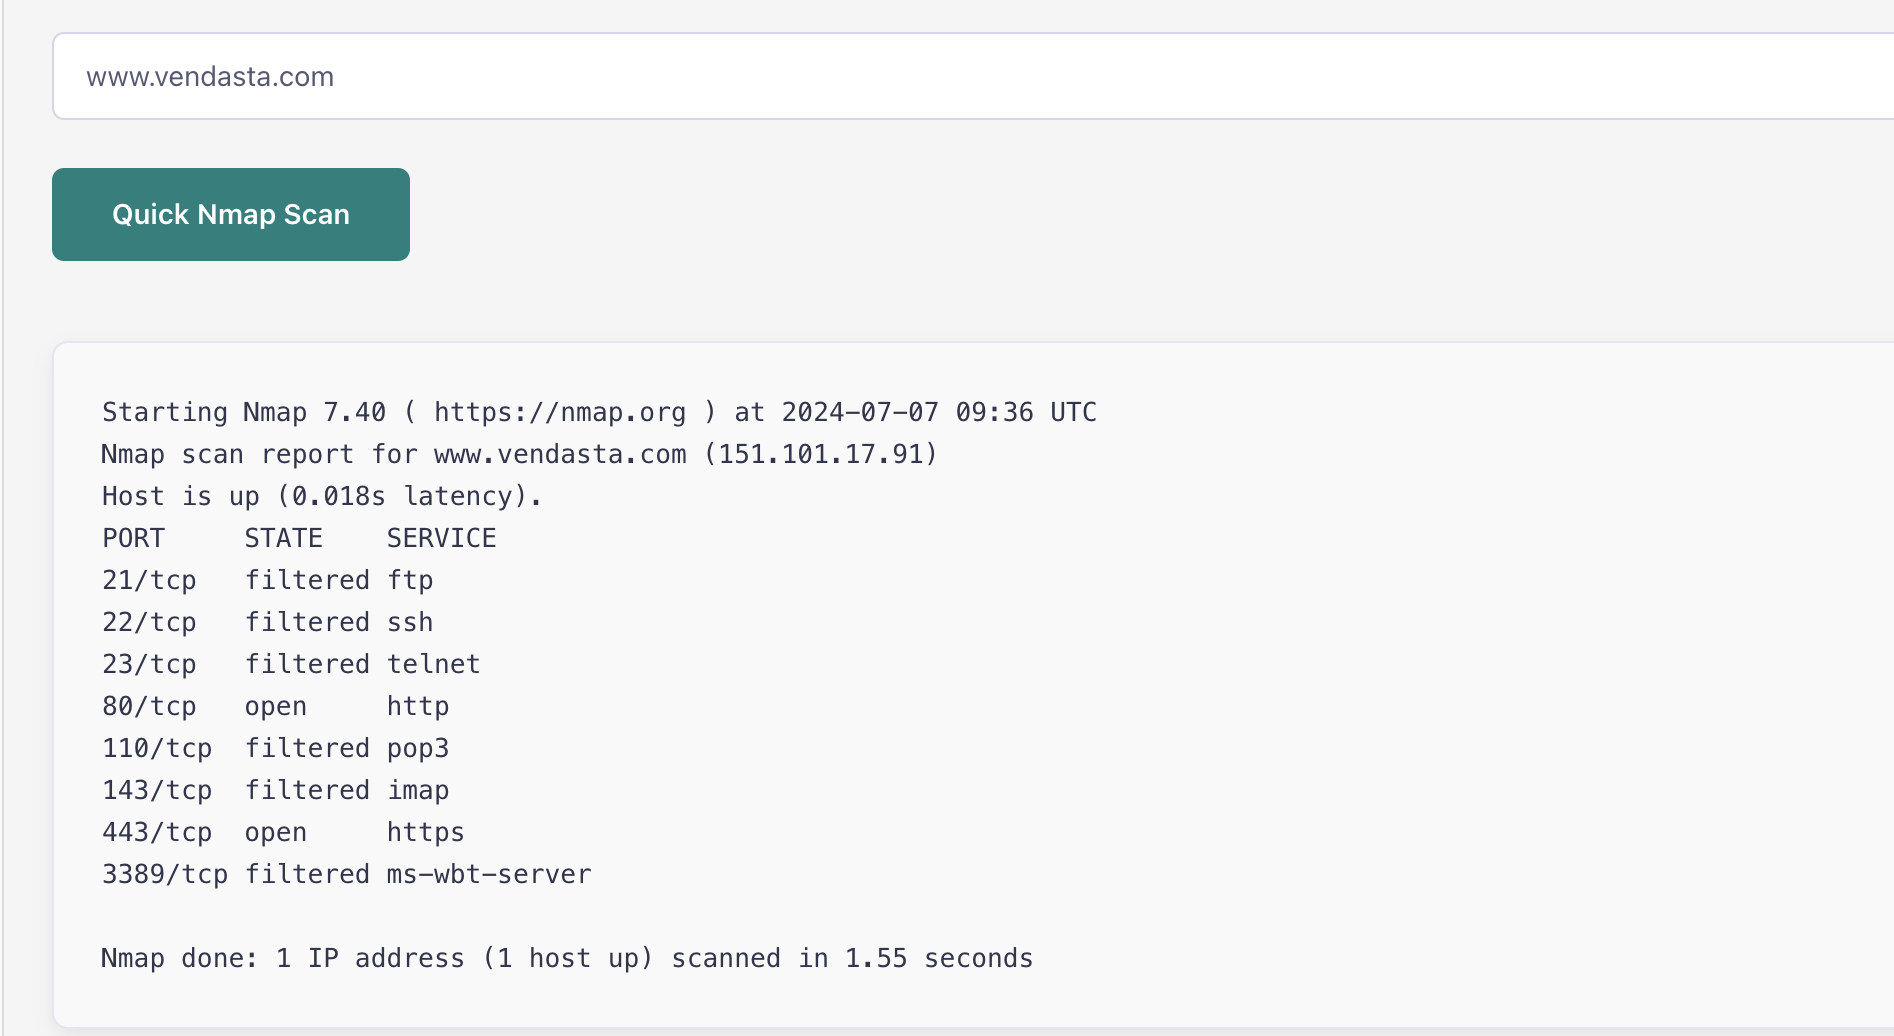 www.vendasta.com
Quick Nmap Scan
Starting Nmap 7.40 ( https://nmap.org ) at 2024-07-07 09:36 UTC
Nmap scan report for www.vendasta.com (151.101.17.91)
Host is up (0.018s latency).
PORT     STATE    SERVICE
21/tcp   filtered ftp
22/tcp   filtered ssh
23/tcp   filtered telnet
80/tcp   open     http
110/tcp  filtered pop3
143/tcp  filtered imap
443/tcp  open     https
3389/tcp filtered ms-wbt-server
Nmap done: 1 IP address (1 host up) scanned in 1.55 seconds